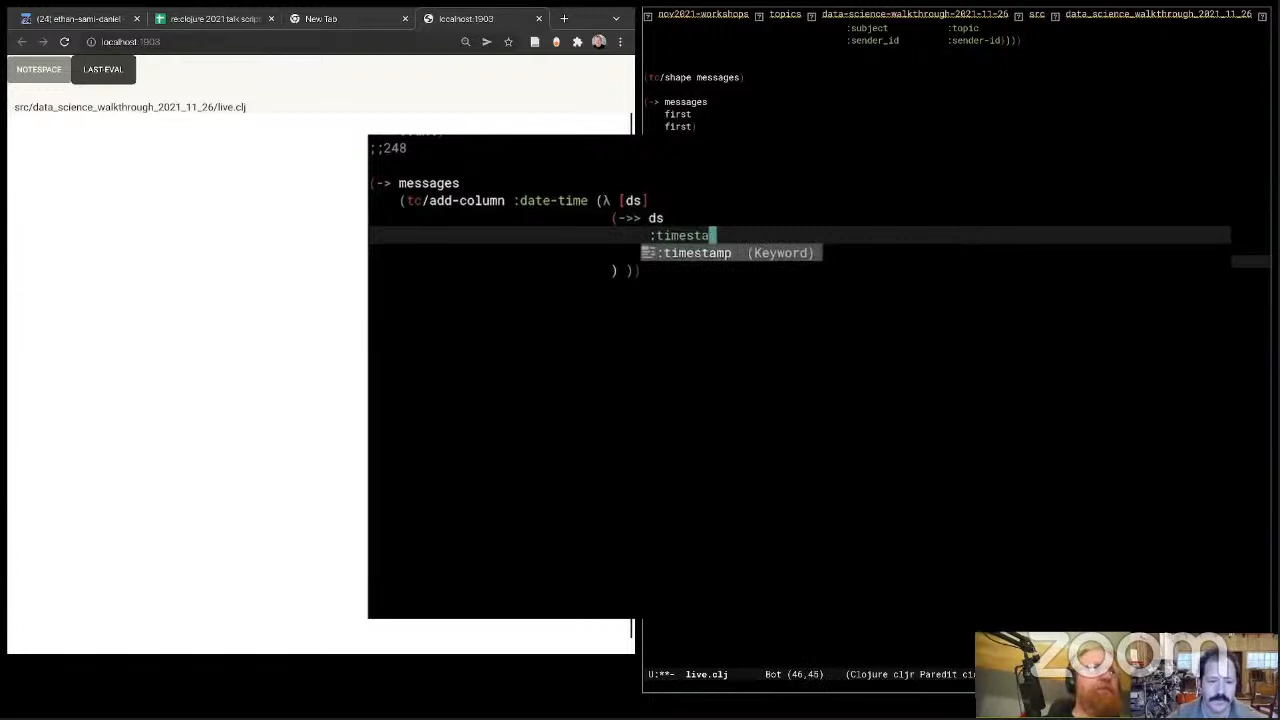 (24) ethan-sami-daniel
re:clojure 2021 talk script
New Tab
localhost:1903
localhost:1903
NOTESPACE
LAST-EVAL
src/data_science_walkthrough_2021_11_26/live.clj
nov2021-workshops topics data-science-walkthrough-2021-11-26 src data_science_walkthrough_2021_11_26
:subject :topic
:sender_id :sender-id})))
(tc/shape messages)
(-> messages
first
first)
;;248
(-> messages
(tc/add-column :date-time (λ [ds]
(->> ds
:timesta
:timestamp (Keyword)
) ))
U:**- live.clj Bot (46,45) (Clojure cljr Paredit
zoom